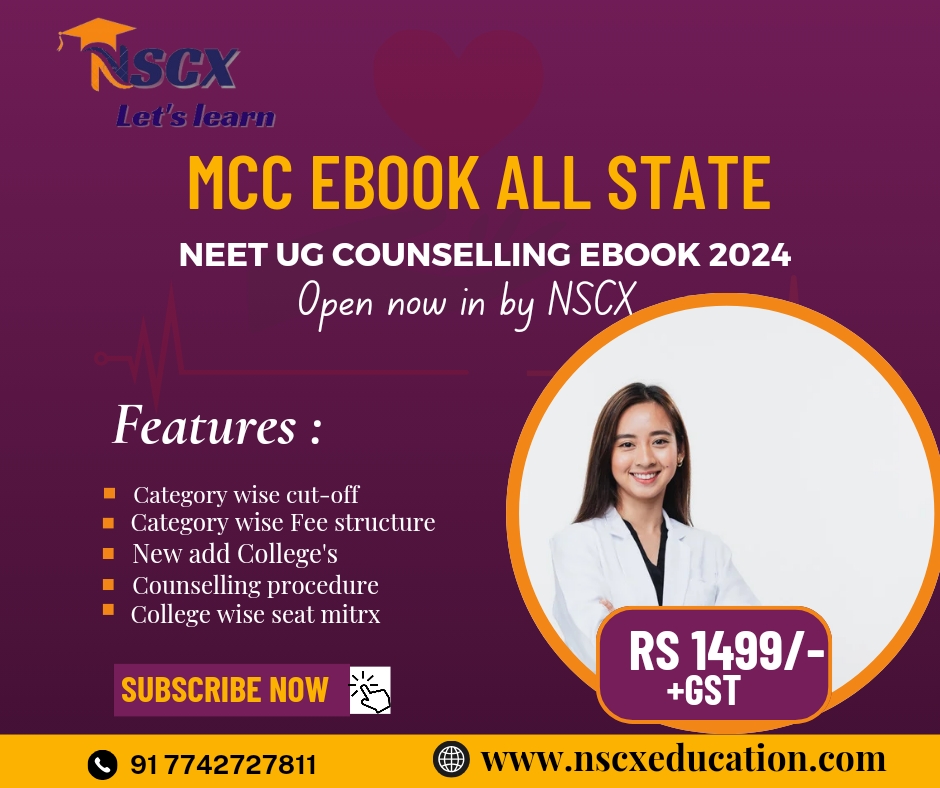 NSCX
Let's learn
MCC EBOOK ALL STATE
NEET UG COUNSELLING EBOOK 2024
Open now in by NSCX
Features :
Category wise cut-off
Category wise Fee structure
New add College's
Counselling procedure
College wise seat mitrx
SUBSCRIBE NOW
RS 1499/-
+GST
91 7742727811
www.nscxeducation.com